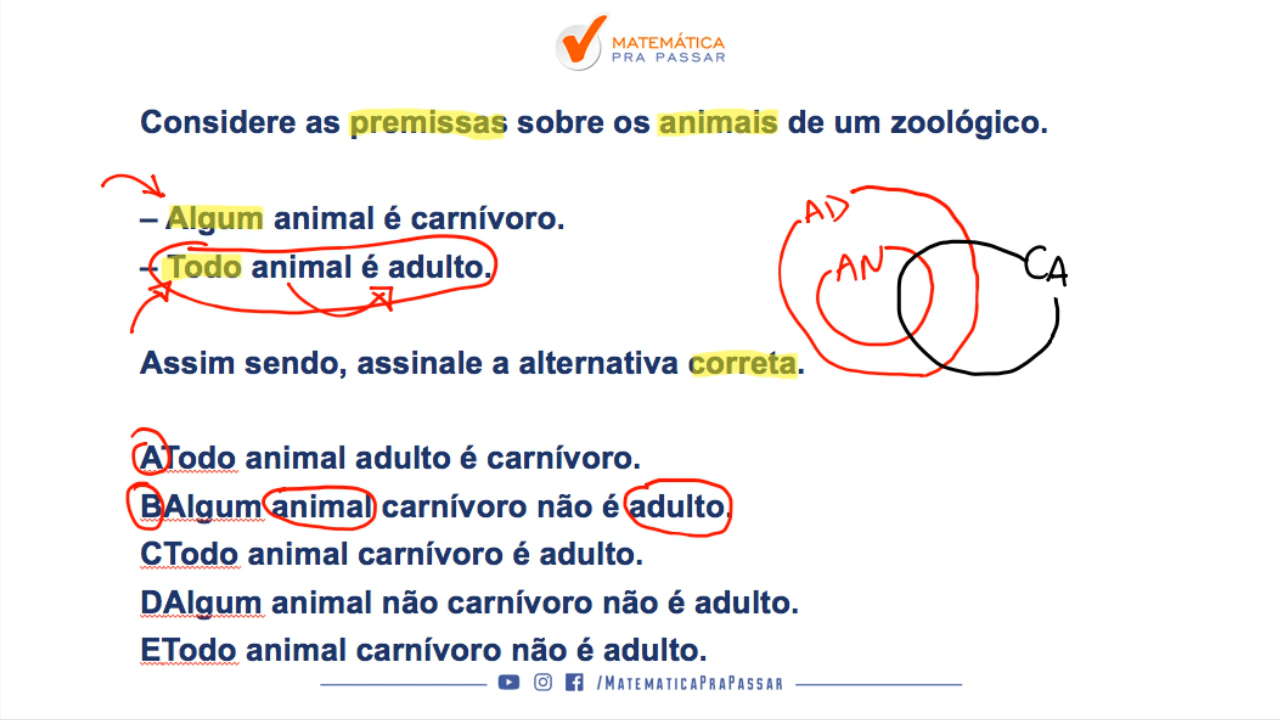 MATEMÁTICA
PRA PASSAR
Considere as premissas sobre os animais de um zoológico.
– Algum animal é carnívoro.
– Todo animal é adulto.
AD
AN
CA
Assim sendo, assinale a alternativa correta.
ATodo animal adulto é carnívoro.
BAlgum animal carnívoro não é adulto.
CTodo animal carnívoro é adulto.
DAlgum animal não carnívoro não é adulto.
ETodo animal carnívoro não é adulto.
/MATEMATICAPRAPASSAR